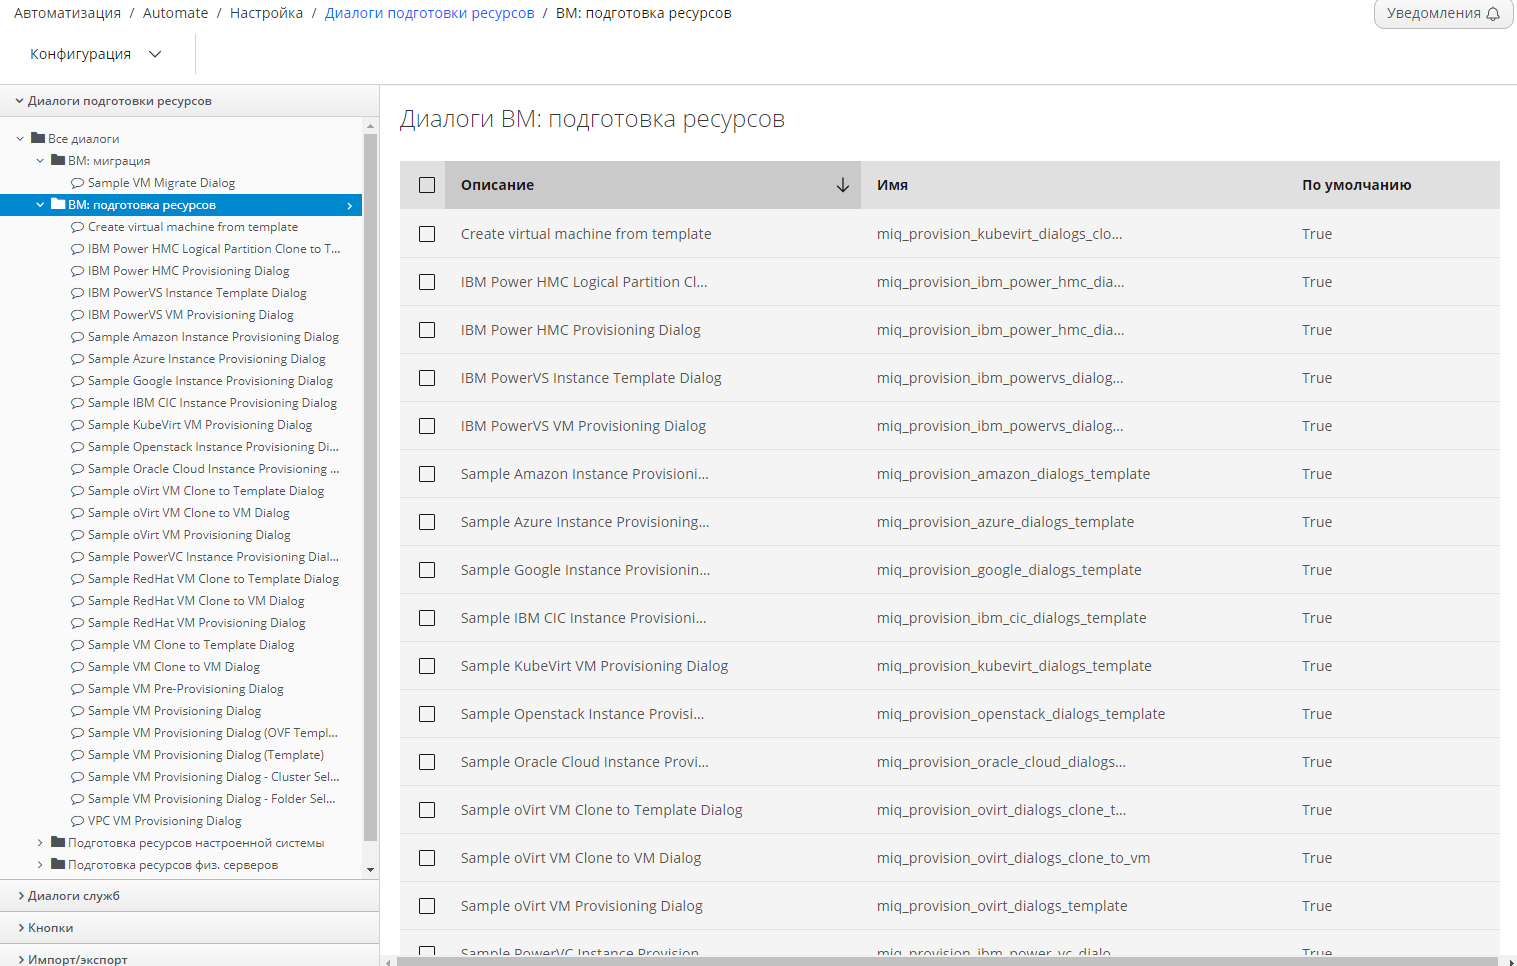 Автоматизация / Automate / Настройка / Диалоги подготовки ресурсов / ВМ: подготовка ресурсов
Уведомления
Конфигурация
Диалоги подготовки ресурсов
Все диалоги
ВМ: миграция
Sample VM Migrate Dialog
ВМ: подготовка ресурсов
Create virtual machine from template
IBM Power HMC Logical Partition Clone to T...
IBM Power HMC Provisioning Dialog
IBM PowerVS Instance Template Dialog
IBM PowerVS VM Provisioning Dialog
Sample Amazon Instance Provisioning Dialog
Sample Azure Instance Provisioning Dialog
Sample Google Instance Provisioning Dialog
Sample IBM CIC Instance Provisioning Dialog
Sample KubeVirt VM Provisioning Dialog
Sample Openstack Instance Provisioning Di...
Sample Oracle Cloud Instance Provisioning ...
Sample oVirt VM Clone to Template Dialog
Sample oVirt VM Clone to VM Dialog
Sample oVirt VM Provisioning Dialog
Sample PowerVC Instance Provisioning Dial...
Sample RedHat VM Clone to Template Dialog
Sample RedHat VM Clone to VM Dialog
Sample RedHat VM Provisioning Dialog
Sample VM Clone to Template Dialog
Sample VM Clone to VM Dialog
Sample VM Pre-Provisioning Dialog
Sample VM Provisioning Dialog
Sample VM Provisioning Dialog (OVF Templ...
Sample VM Provisioning Dialog (Template)
Sample VM Provisioning Dialog - Cluster Sel...
Sample VM Provisioning Dialog - Folder Sel...
VPC VM Provisioning Dialog
Подготовка ресурсов настроенной системы
Подготовка ресурсов физ. серверов
Диалоги служб
Кнопки
Импорт/экспорт
Диалоги ВМ: подготовка ресурсов
Описание Имя По умолчанию
Create virtual machine from template miq_provision_kubevirt_dialogs_clo... True
IBM Power HMC Logical Partition Cl... miq_provision_ibm_power_hmc_dia... True
IBM Power HMC Provisioning Dialog miq_provision_ibm_power_hmc_dia... True
IBM PowerVS Instance Template Dialog miq_provision_ibm_powervs_dialog... True
IBM PowerVS VM Provisioning Dialog miq_provision_ibm_powervs_dialog... True
Sample Amazon Instance Provisioni... miq_provision_amazon_dialogs_template True
Sample Azure Instance Provisioning... miq_provision_azure_dialogs_template True
Sample Google Instance Provisionin... miq_provision_google_dialogs_template True
Sample IBM CIC Instance Provisioni... miq_provision_ibm_cic_dialogs_template True
Sample KubeVirt VM Provisioning Dialog miq_provision_kubevirt_dialogs_template True
Sample Openstack Instance Provisi... miq_provision_openstack_dialogs_template True
Sample Oracle Cloud Instance Provi... miq_provision_oracle_cloud_dialogs... True
Sample oVirt VM Clone to Template Dialog miq_provision_ovirt_dialogs_clone_t... True
Sample oVirt VM Clone to VM Dialog miq_provision_ovirt_dialogs_clone_to_vm True
Sample oVirt VM Provisioning Dialog miq_provision_ovirt_dialogs_template True
Sample PowerVC Instance Provision... miq_provision_ibm_power_vc_dialo... True